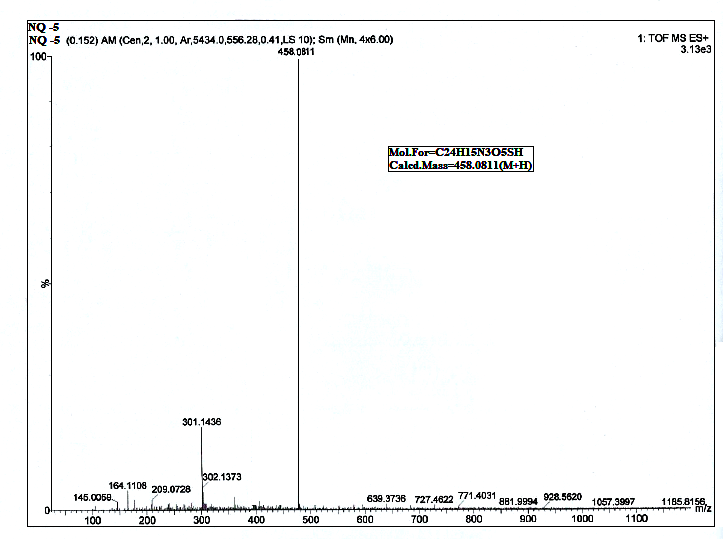 NQ -5
NQ -5 (0.152) AM (Cen,2, 1.00, Ar,5434.0,556.28,0.41,LS 10); Sm (Mn, 4x6.00)
1: TOF MS ES+
3.13e3
458.0811
100
Mol.For=C24H15N3O5SH
Calcd.Mass=458.0811(M+H)
%
301.1436
302.1373
164.1108
145.0059
209.0728
639.3736
727.4622
771.4031
881.9994
928.5620
1057.3997
1185.8156
0
m/z
100 200 300 400 500 600 700 800 900 1000 1100